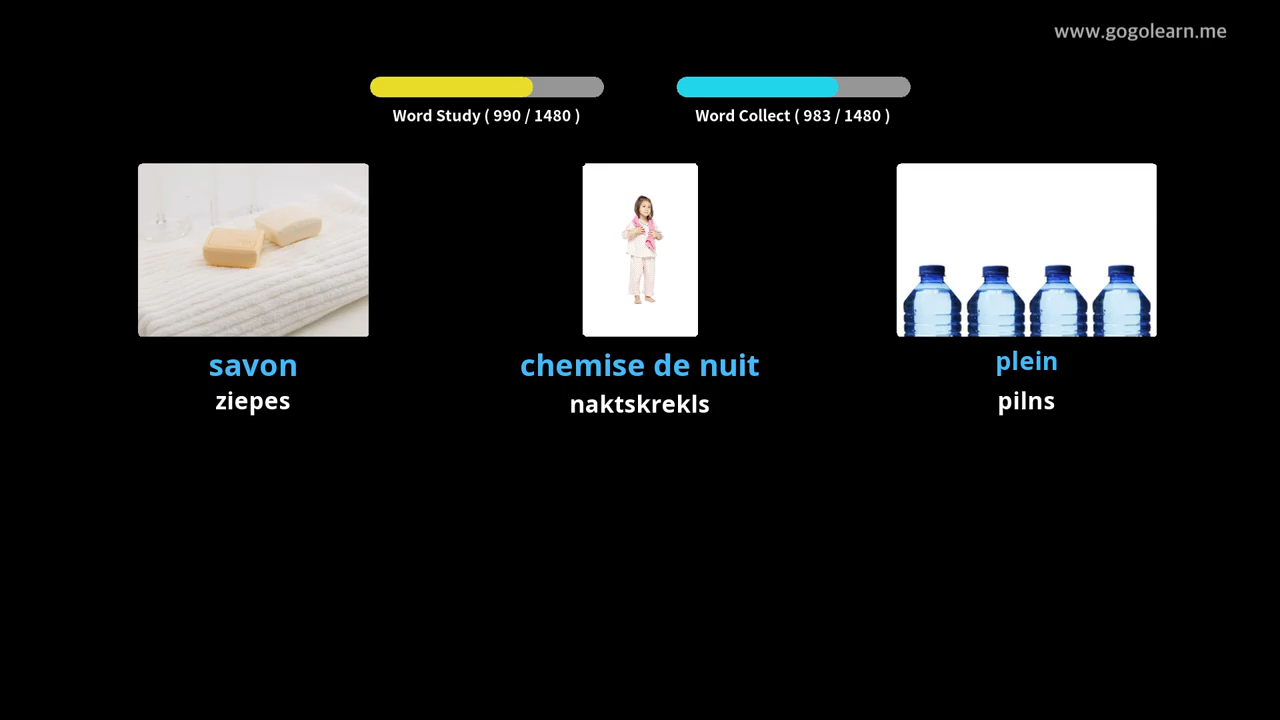 www.gogolearn.me
Word Study ( 990 / 1480 )
Word Collect ( 983 / 1480 )
savon
ziepes
chemise de nuit
naktskrekls
plein
pilns